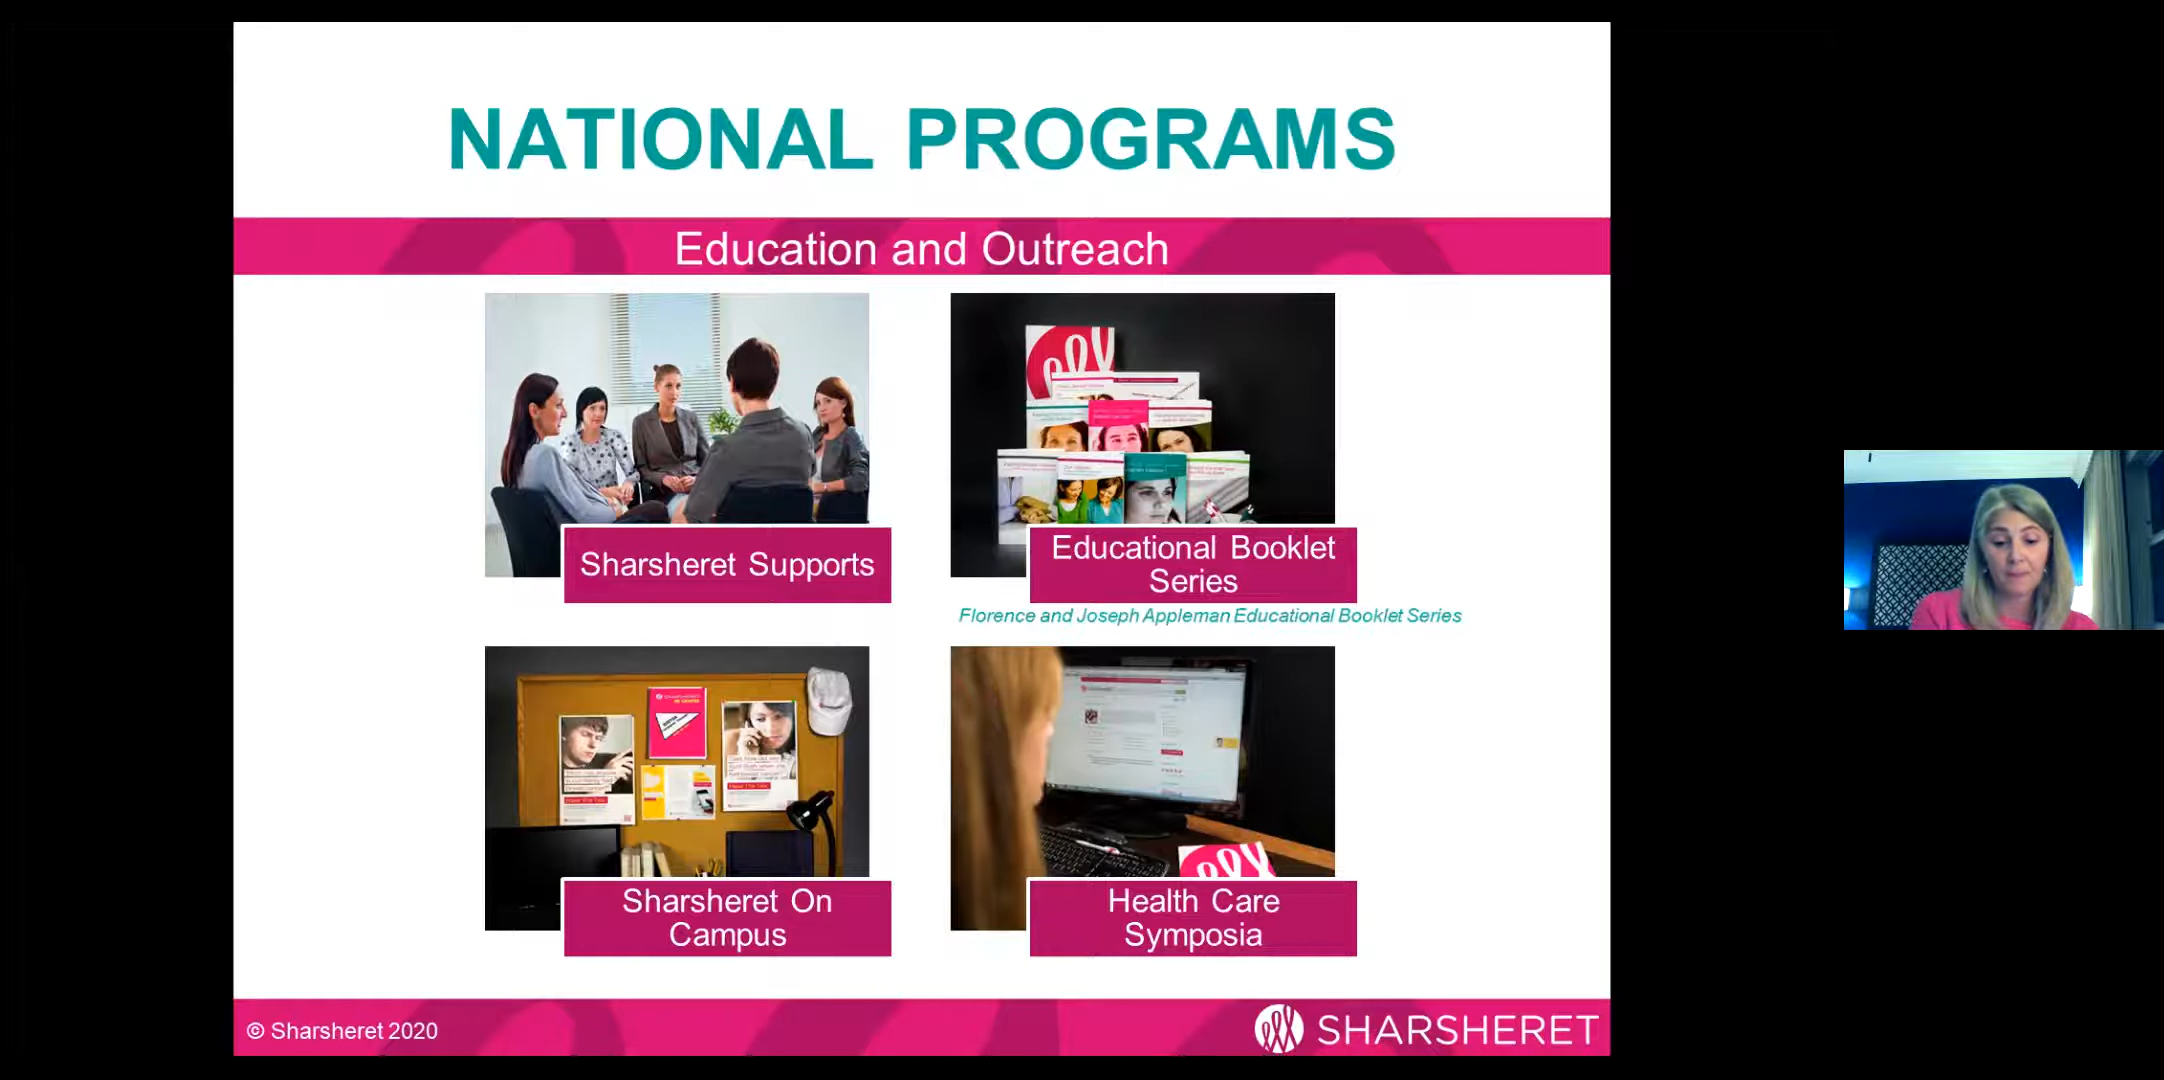 NATIONAL PROGRAMS
Education and Outreach
Sharsheret Supports
Educational Booklet
Series
Florence and Joseph Appleman Educational Booklet Series
Sharsheret On
Campus
Health Care
Symposia
© Sharsheret 2020
SHARSHERET